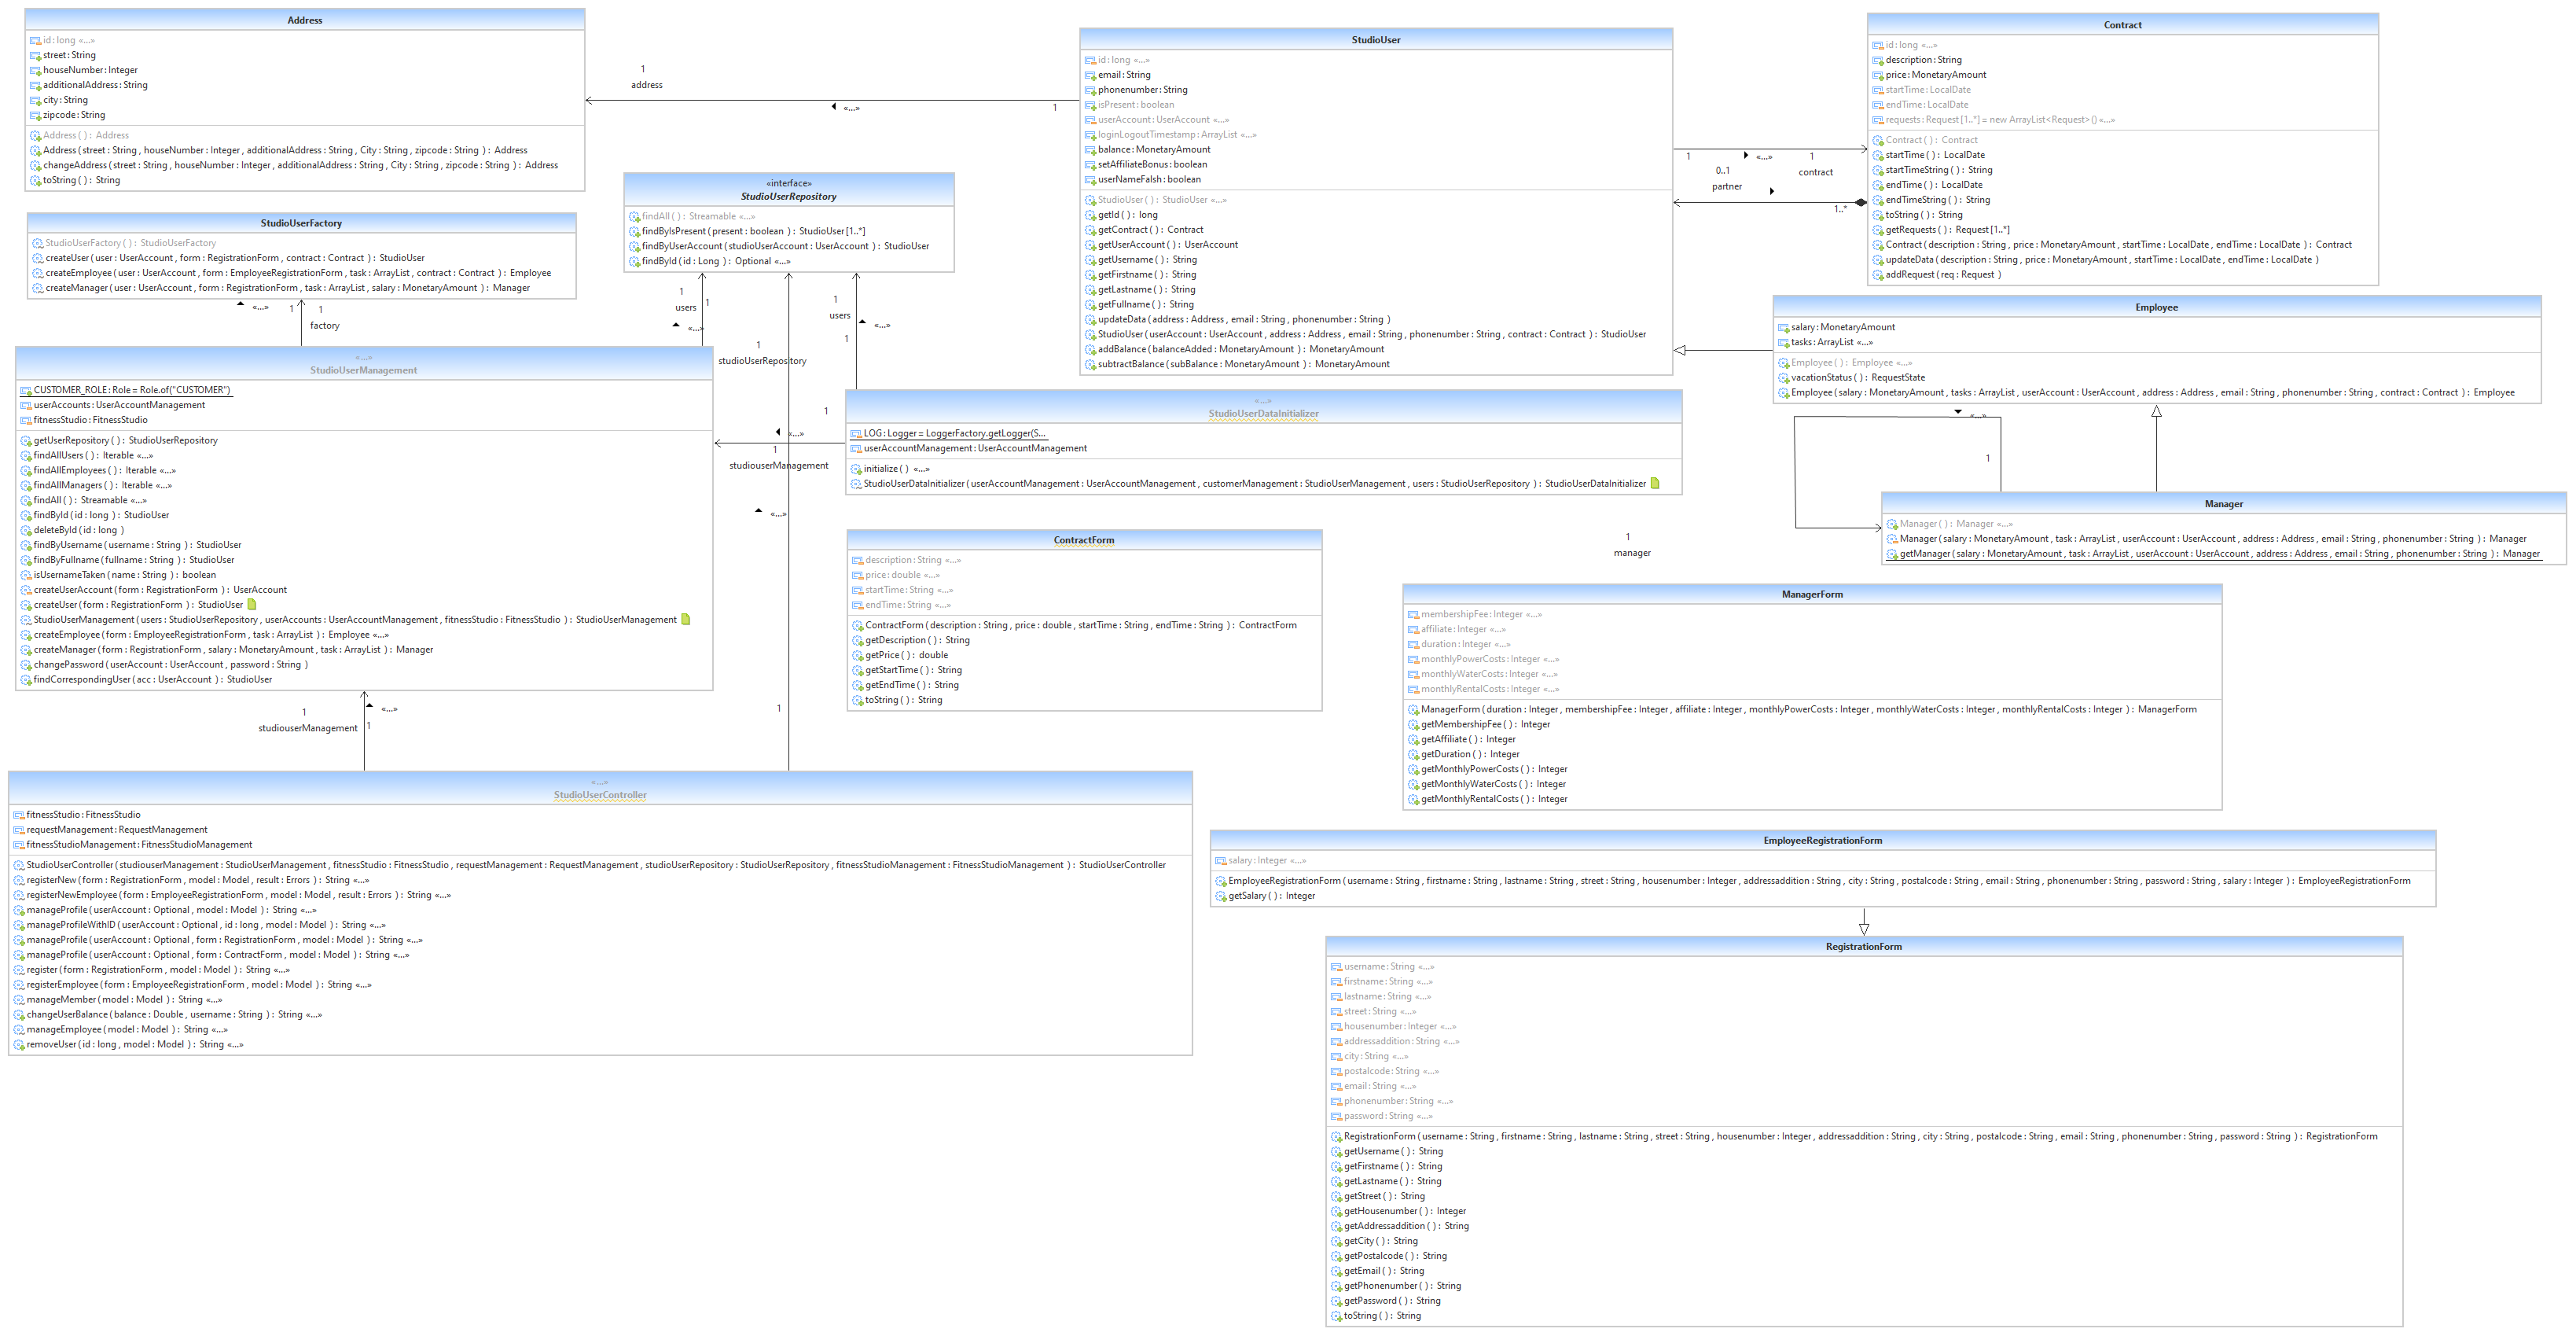 Address
id : long «...»
street : String
houseNumber : Integer
additionalAddress : String
city : String
zipcode : String
Address ( ) : Address
Address ( street : String , houseNumber : Integer , additionalAddress : String , City : String , zipcode : String ) : Address
changeAddress ( street : String , houseNumber : Integer , additionalAddress : String , City : String , zipcode : String ) : Address
toString ( ) : String
1
address
«...»
1
StudioUser
id : long «...»
email : String
phonenumber : String
isPresent : boolean
userAccount : UserAccount «...»
loginLogoutTimestamp : ArrayList «...»
balance : MonetaryAmount
setAffiliateBonus : boolean
userNameFalsh : boolean
StudioUser ( ) : StudioUser «...»
getId ( ) : long
getContract ( ) : Contract
getUserAccount ( ) : UserAccount
getUsername ( ) : String
getFirstname ( ) : String
getLastname ( ) : String
getFullname ( ) : String
updateData ( address : Address , email : String , phonenumber : String )
StudioUser ( userAccount : UserAccount , address : Address , email : String , phonenumber : String , contract : Contract ) : StudioUser
addBalance ( balanceAdded : MonetaryAmount ) : MonetaryAmount
subtractBalance ( subBalance : MonetaryAmount ) : MonetaryAmount
1
«...»
1
contract
0..1
partner
1..*
Contract
id : long «...»
description : String
price : MonetaryAmount
startTime : LocalDate
endTime : LocalDate
requests : Request [1..*] = new ArrayList<Request>() «...»
Contract ( ) : Contract
startTime ( ) : LocalDate
startTimeString ( ) : String
endTime ( ) : LocalDate
endTimeString ( ) : String
toString ( ) : String
getRequests ( ) : Request [1..*]
Contract ( description : String , price : MonetaryAmount , startTime : LocalDate , endTime : LocalDate ) : Contract
updateData ( description : String , price : MonetaryAmount , startTime : LocalDate , endTime : LocalDate )
addRequest ( req : Request )
«interface»
StudioUserRepository
findAll ( ) : Streamable «...»
findByIsPresent ( present : boolean ) : StudioUser [1..*]
findByUserAccount ( studioUserAccount : UserAccount ) : StudioUser
findById ( id : Long ) : Optional «...»
StudioUserFactory
StudioUserFactory ( ) : StudioUserFactory
createUser ( user : UserAccount , form : RegistrationForm , contract : Contract ) : StudioUser
createEmployee ( user : UserAccount , form : EmployeeRegistrationForm , task : ArrayList , contract : Contract ) : Employee
createManager ( user : UserAccount , form : RegistrationForm , task : ArrayList , salary : MonetaryAmount ) : Manager
«...»
1
1
factory
1
users
1
«...»
1
studioUserRepository
1
users
1
«...»
Employee
salary : MonetaryAmount
tasks : ArrayList «...»
Employee ( ) : Employee «...»
vacationStatus ( ) : RequestState
Employee ( salary : MonetaryAmount , tasks : ArrayList , userAccount : UserAccount , address : Address , email : String , phonenumber : String , contract : Contract ) : Employee
«...»
StudioUserManagement
CUSTOMER_ROLE : Role = Role.of("CUSTOMER")
userAccounts : UserAccountManagement
fitnessStudio : FitnessStudio
getUserRepository ( ) : StudioUserRepository
findAllUsers ( ) : Iterable «...»
findAllEmployees ( ) : Iterable «...»
findAllManagers ( ) : Iterable «...»
findAll ( ) : Streamable «...»
findById ( id : long ) : StudioUser
deleteById ( id : long )
findByUsername ( username : String ) : StudioUser
findByFullname ( fullname : String ) : StudioUser
isUsernameTaken ( name : String ) : boolean
createUserAccount ( form : RegistrationForm ) : UserAccount
createUser ( form : RegistrationForm ) : StudioUser
StudioUserManagement ( users : StudioUserRepository , userAccounts : UserAccountManagement , fitnessStudio : FitnessStudio ) : StudioUserManagement
createEmployee ( form : EmployeeRegistrationForm , task : ArrayList ) : Employee «...»
createManager ( form : RegistrationForm , salary : MonetaryAmount , task : ArrayList ) : Manager
changePassword ( userAccount : UserAccount , password : String )
findCorrespondingUser ( acc : UserAccount ) : StudioUser
«...»
StudioUserDataInitializer
LOG : Logger = LoggerFactory.getLogger(S...
userAccountManagement : UserAccountManagement
initialize ( ) «...»
StudioUserDataInitializer ( userAccountManagement : UserAccountManagement , customerManagement : StudioUserManagement , users : StudioUserRepository ) : StudioUserDataInitializer
1
«...»
1
studiouserManagement
«...»
1
«...»
1
1
manager
Manager
Manager ( ) : Manager «...»
Manager ( salary : MonetaryAmount , task : ArrayList , userAccount : UserAccount , address : Address , email : String , phonenumber : String ) : Manager
getManager ( salary : MonetaryAmount , task : ArrayList , userAccount : UserAccount , address : Address , email : String , phonenumber : String ) : Manager
ContractForm
description : String «...»
price : double «...»
startTime : String «...»
endTime : String «...»
ContractForm ( description : String , price : double , startTime : String , endTime : String ) : ContractForm
getDescription ( ) : String
getPrice ( ) : double
getStartTime ( ) : String
getEndTime ( ) : String
toString ( ) : String
ManagerForm
membershipFee : Integer «...»
affiliate : Integer «...»
duration : Integer «...»
monthlyPowerCosts : Integer «...»
monthlyWaterCosts : Integer «...»
monthlyRentalCosts : Integer «...»
ManagerForm ( duration : Integer , membershipFee : Integer , affiliate : Integer , monthlyPowerCosts : Integer , monthlyWaterCosts : Integer , monthlyRentalCosts : Integer ) : ManagerForm
getMembershipFee ( ) : Integer
getAffiliate ( ) : Integer
getDuration ( ) : Integer
getMonthlyPowerCosts ( ) : Integer
getMonthlyWaterCosts ( ) : Integer
getMonthlyRentalCosts ( ) : Integer
1
studiouserManagement
1
«...»
«...»
StudioUserController
fitnessStudio : FitnessStudio
requestManagement : RequestManagement
fitnessStudioManagement : FitnessStudioManagement
StudioUserController ( studiouserManagement : StudioUserManagement , fitnessStudio : FitnessStudio , requestManagement : RequestManagement , studioUserRepository : StudioUserRepository , fitnessStudioManagement : FitnessStudioManagement ) : StudioUserController
registerNew ( form : RegistrationForm , model : Model , result : Errors ) : String «...»
registerNewEmployee ( form : EmployeeRegistrationForm , model : Model , result : Errors ) : String «...»
manageProfile ( userAccount : Optional , model : Model ) : String «...»
manageProfileWithID ( userAccount : Optional , id : long , model : Model ) : String «...»
manageProfile ( userAccount : Optional , form : RegistrationForm , model : Model ) : String «...»
manageProfile ( userAccount : Optional , form : ContractForm , model : Model ) : String «...»
register ( form : RegistrationForm , model : Model ) : String «...»
registerEmployee ( form : EmployeeRegistrationForm , model : Model ) : String «...»
manageMember ( model : Model ) : String «...»
changeUserBalance ( balance : Double , username : String ) : String «...»
manageEmployee ( model : Model ) : String «...»
removeUser ( id : long , model : Model ) : String «...»
EmployeeRegistrationForm
salary : Integer «...»
EmployeeRegistrationForm ( username : String , firstname : String , lastname : String , street : String , housenumber : Integer , addressaddition : String , city : String , postalcode : String , email : String , phonenumber : String , password : String , salary : Integer ) : EmployeeRegistrationForm
getSalary ( ) : Integer
RegistrationForm
username : String «...»
firstname : String «...»
lastname : String «...»
street : String «...»
housenumber : Integer «...»
addressaddition : String «...»
city : String «...»
postalcode : String «...»
email : String «...»
phonenumber : String «...»
password : String «...»
RegistrationForm ( username : String , firstname : String , lastname : String , street : String , housenumber : Integer , addressaddition : String , city : String , postalcode : String , email : String , phonenumber : String , password : String ) : RegistrationForm
getUsername ( ) : String
getFirstname ( ) : String
getLastname ( ) : String
getStreet ( ) : String
getHousenumber ( ) : Integer
getAddressaddition ( ) : String
getCity ( ) : String
getPostalcode ( ) : String
getEmail ( ) : String
getPhonenumber ( ) : String
getPassword ( ) : String
toString ( ) : String